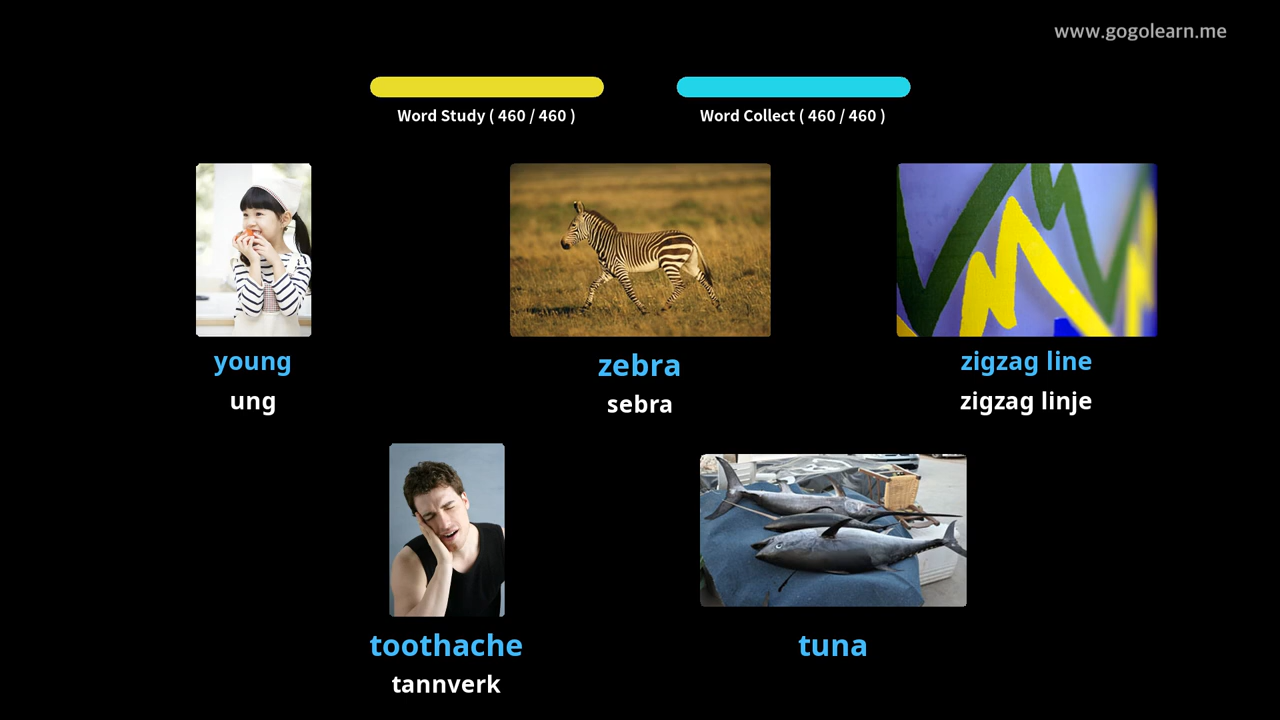 www.gogolearn.me
Word Study ( 460 / 460 )
Word Collect ( 460 / 460 )
young
ung
zebra
sebra
zigzag line
zigzag linje
toothache
tannverk
tuna